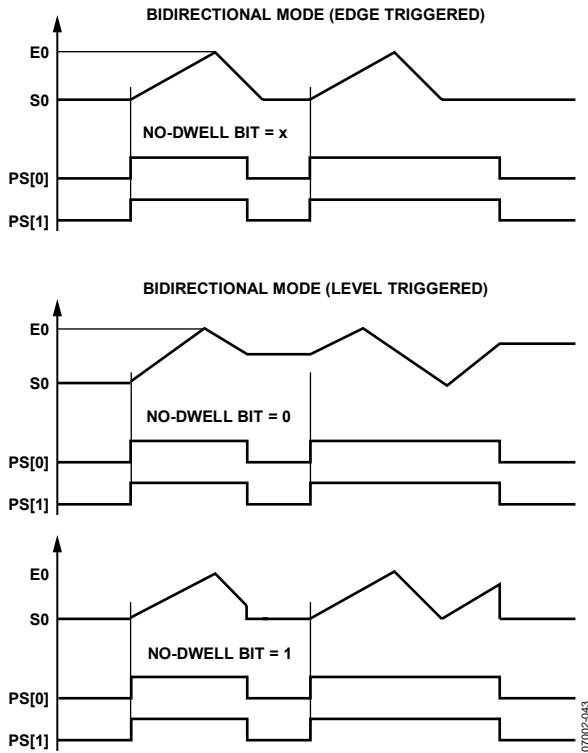 BIDIRECTIONAL MODE (EDGE TRIGGERED)
E0
S0
NO-DWELL BIT = x
PS[0]
PS[1]
BIDIRECTIONAL MODE (LEVEL TRIGGERED)
E0
S0
NO-DWELL BIT = 0
PS[0]
PS[1]
E0
S0
NO-DWELL BIT = 1
PS[0]
PS[1]
07002-043